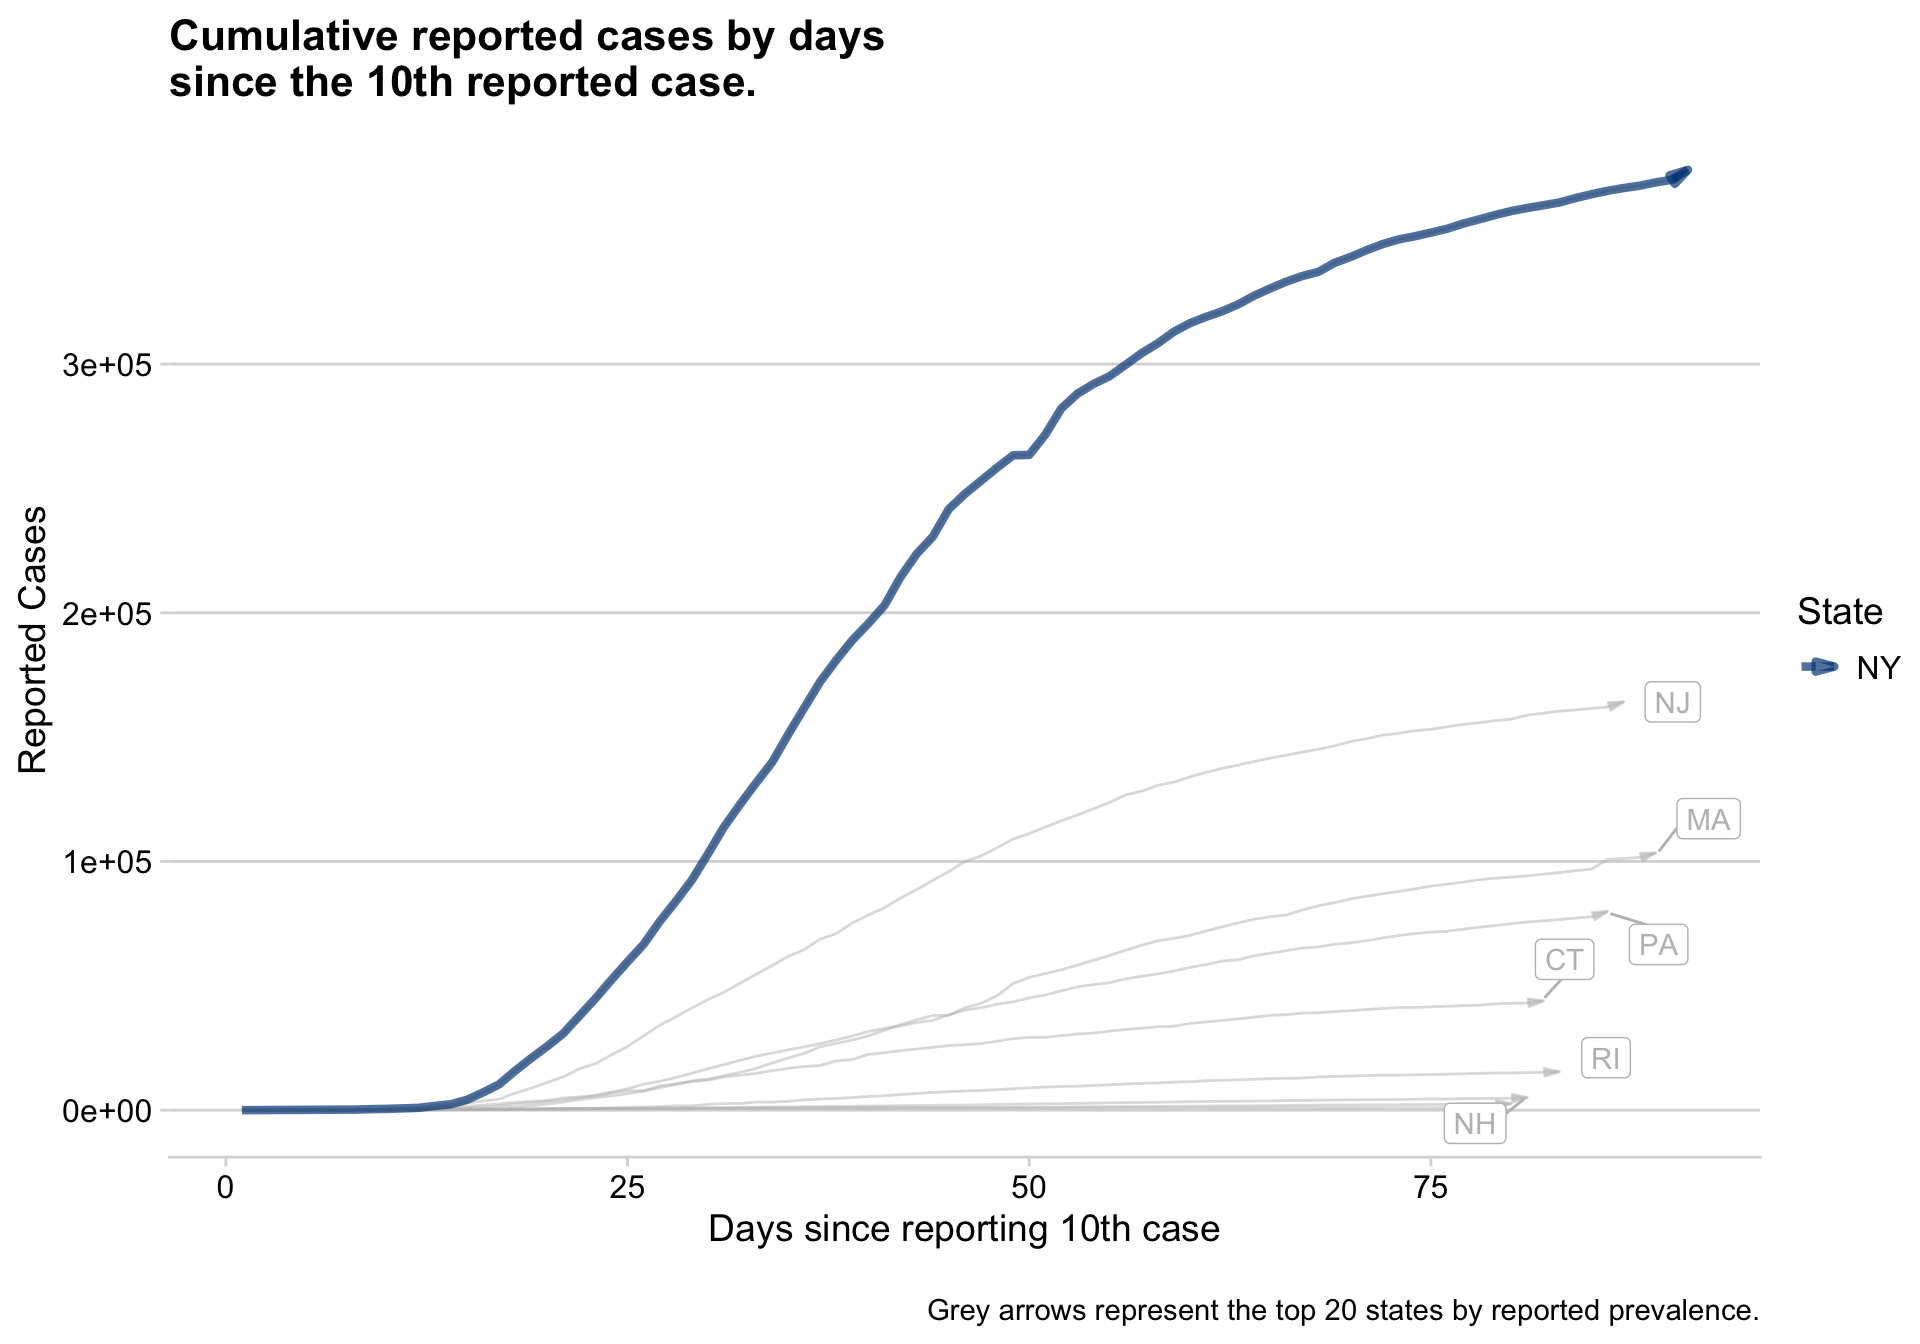 Cumulative reported cases by days
since the 10th reported case.
Reported Cases
3e+05
2e+05
1e+05
0e+00
NJ
MA
PA
CT
RI
NH
State
NY
0
25
50
75
Days since reporting 10th case
Grey arrows represent the top 20 states by reported prevalence.